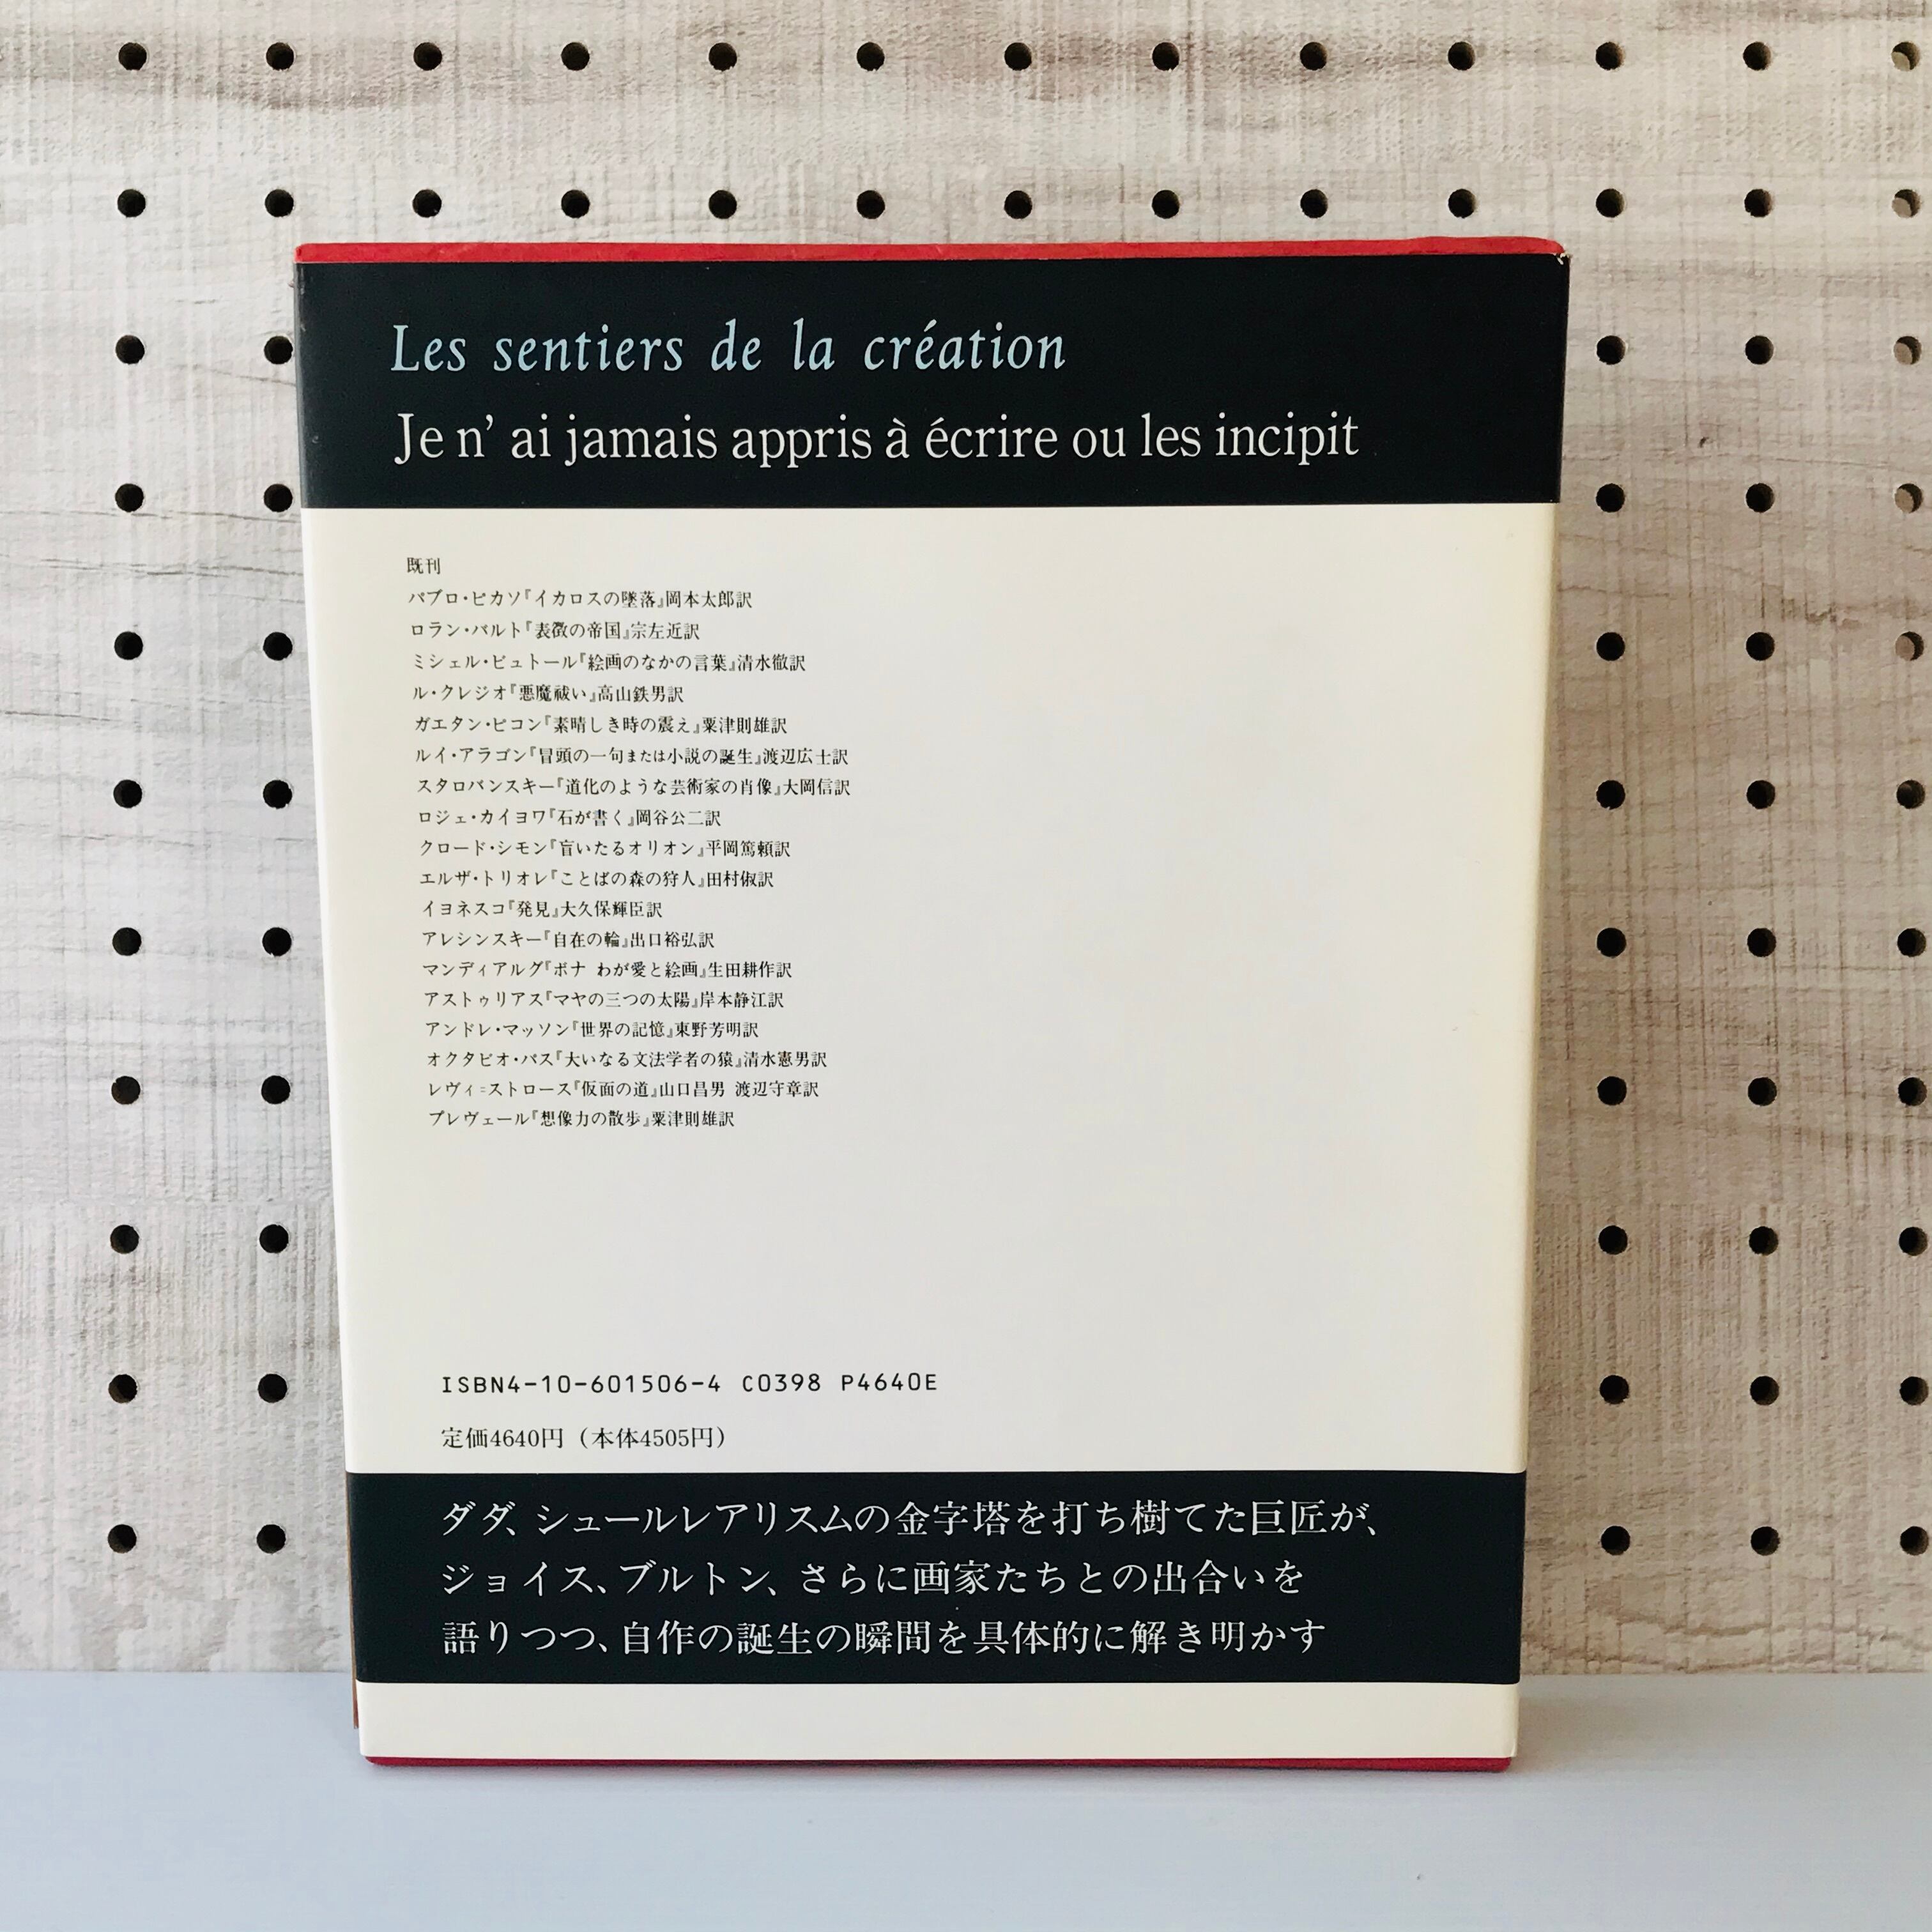 Les sentiers de la création
Je n' ai jamais appris à écrire ou les incipit
既刊
パブロ・ピカソ『イカロスの墜落』岡本太郎訳
ロラン・バルト『表徴の帝国』宗左近訳
ミシェル・ビュトール『絵画のなかの言葉』清水徹訳
ル・クレジオ『悪魔祓い』高山鉄男訳
ガエタン・ピコン『素晴しき時の震え』粟津則雄訳
ルイ・アラゴン『冒頭の一句または小説の誕生』渡辺広士訳
スタロバンスキー『道化のような芸術家の肖像』大岡信訳
ロジェ・カイヨワ『石が書く』岡谷公二訳
クロード・シモン『盲いたるオリオン』平岡篤頼訳
エルザ・トリオレ『ことばの森の狩人』田村俶訳
イヨネスコ『発見』大久保輝臣訳
アレシンスキー『自在の輪』出口裕弘訳
マンディアルグ『ボナ わが愛と絵画』生田耕作訳
アストゥリアス『マヤの三つの太陽』岸本静江訳
アンドレ・マッソン『世界の記憶』東野芳明訳
オクタビオ・パス『大いなる文法学者の猿』清水憲男訳
レヴィ=ストロース『仮面の道』山口昌男 渡辺守章訳
プレヴェール『想像力の散歩』粟津則雄訳
ISBN4-10-601506-4 C0398 P4640E
定価4640円（本体4505円）
ダダ、シュールレアリスムの金字塔を打ち樹てた巨匠が、
ジョイス、ブルトン、さらに画家たちとの出合いを
語りつつ、自作の誕生の瞬間を具体的に解き明かす